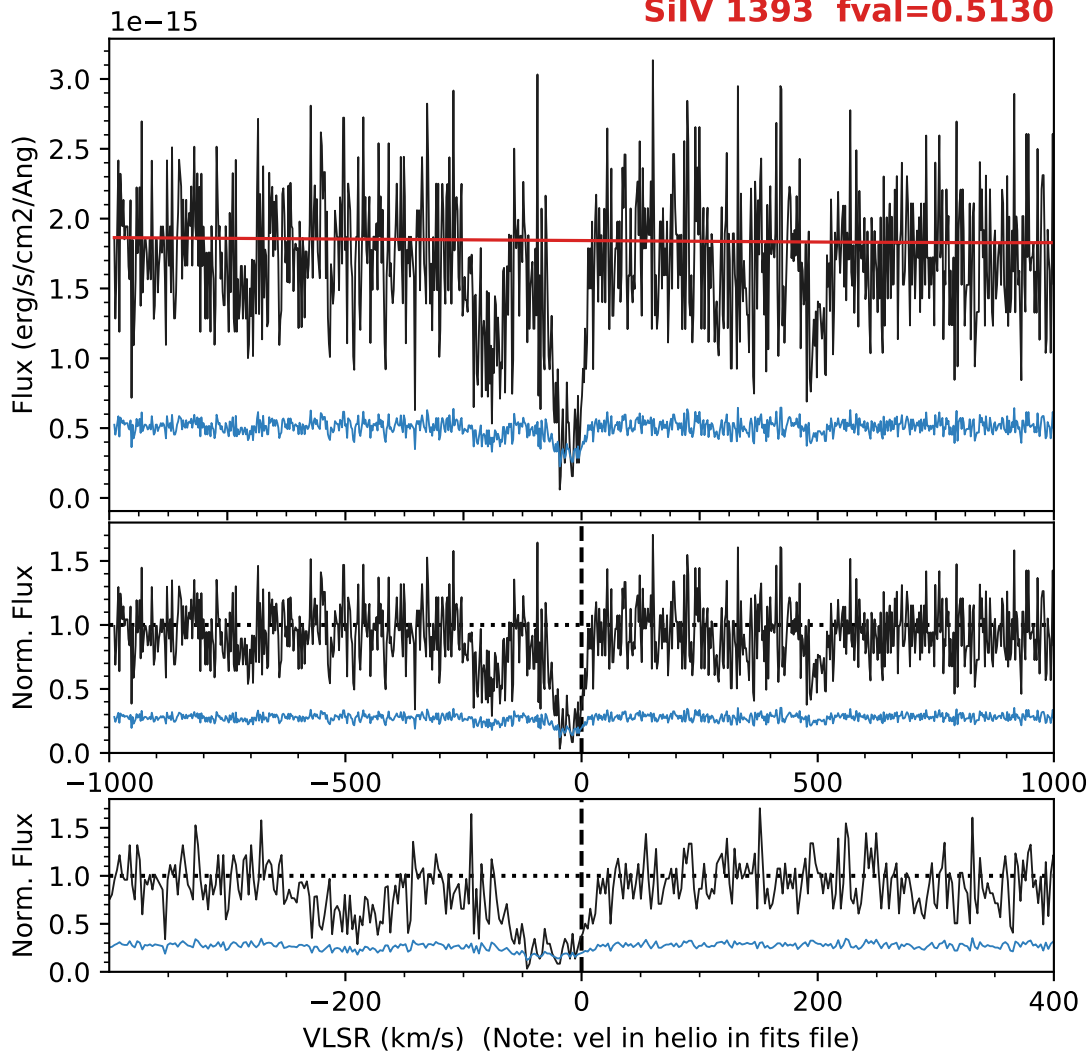 SiIV 1393 fval=0.5130
1e−15
3.0
2.5
2.0
1.5
1.0
0.5
0.0
Flux (erg/s/cm2/Ang)
1.5
1.0
0.5
0.0
Norm. Flux
−1000 −500 0 500 1000
1.5
1.0
0.5
0.0
Norm. Flux
−200 0 200 400
VLSR (km/s) (Note: vel in helio in fits file)